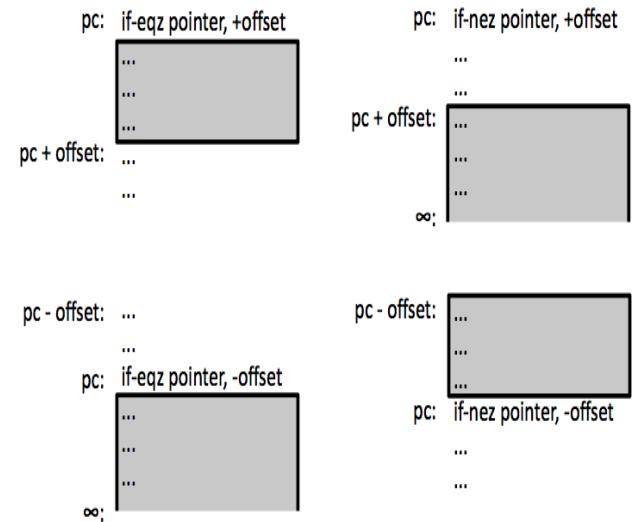 pc: if-eqz pointer, +offset
...
...
...
pc + offset: ...
...
pc: if-nez pointer, +offset
...
...
pc + offset: ...
...
...
∞:
pc - offset: ...
...
pc: if-eqz pointer, -offset
...
...
...
∞:
pc - offset: ...
...
...
pc: if-nez pointer, -offset
...
...